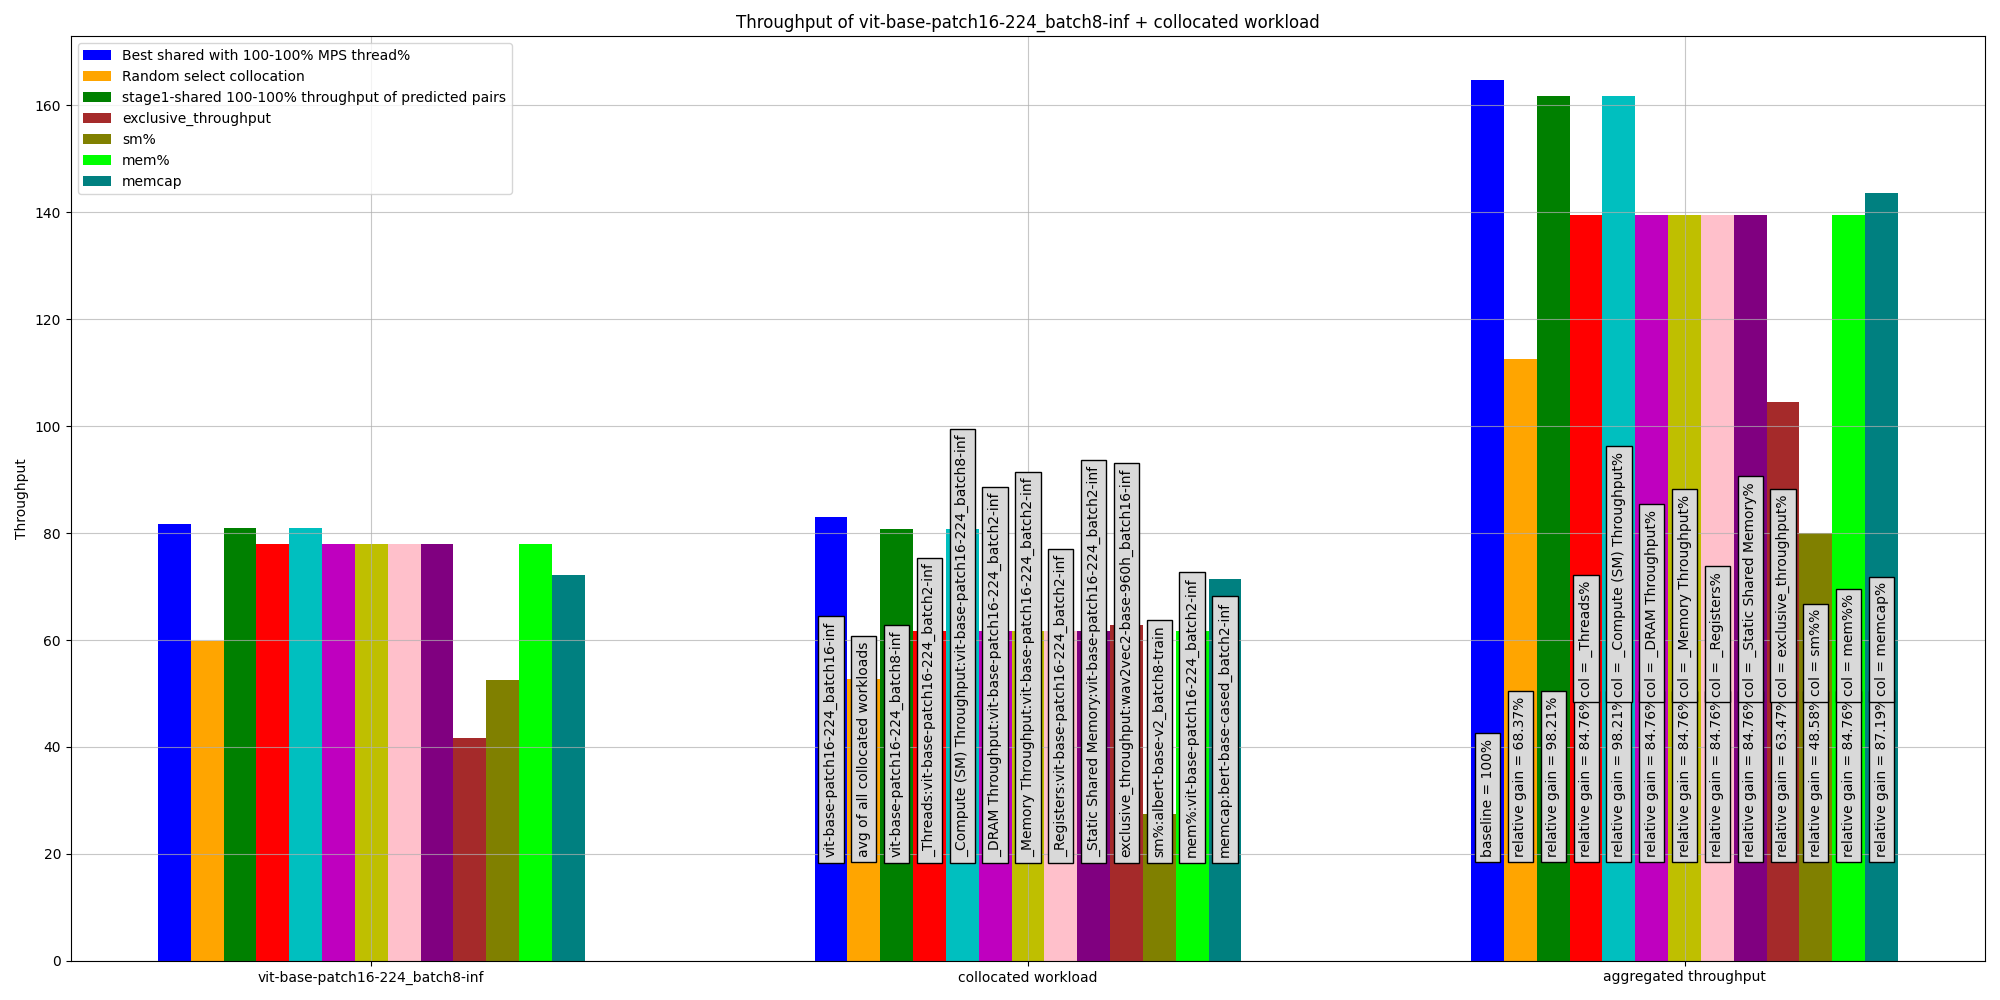 Throughput of vit-base-patch16-224_batch8-inf + collocated workload
Best shared with 100-100% MPS thread%
Random select collocation
stage1-shared 100-100% throughput of predicted pairs
exclusive_throughput
sm%
mem%
memcap
Throughput
160
140
120
100
80
60
40
20
0
vit-base-patch16-224_batch16-inf
avg of all collocated workloads
vit-base-patch16-224_batch8-inf
_Threads:vit-base-patch16-224_batch2-inf
_Compute (SM) Throughput:vit-base-patch16-224_batch8-inf
_DRAM Throughput:vit-base-patch16-224_batch2-inf
_Memory Throughput:vit-base-patch16-224_batch2-inf
_Registers:vit-base-patch16-224_batch2-inf
_Static Shared Memory:vit-base-patch16-224_batch2-inf
exclusive_throughput:wav2vec2-base-960h_batch16-inf
sm%:albert-base-v2_batch8-train
mem%:vit-base-patch16-224_batch2-inf
memcap:bert-base-cased_batch2-inf
baseline = 100%
relative gain = 68.37%
relative gain = 98.21%
relative gain = 84.76%
col = _Threads%
relative gain = 98.21%
col = _Compute (SM) Throughput%
relative gain = 84.76%
col = _DRAM Throughput%
relative gain = 84.76%
col = _Memory Throughput%
relative gain = 84.76%
col = _Registers%
relative gain = 84.76%
col = _Static Shared Memory%
relative gain = 63.47%
col = exclusive_throughput%
relative gain = 48.58%
col = sm%%
relative gain = 84.76%
col = mem%%
relative gain = 87.19%
col = memcap%
vit-base-patch16-224_batch8-inf
collocated workload
aggregated throughput